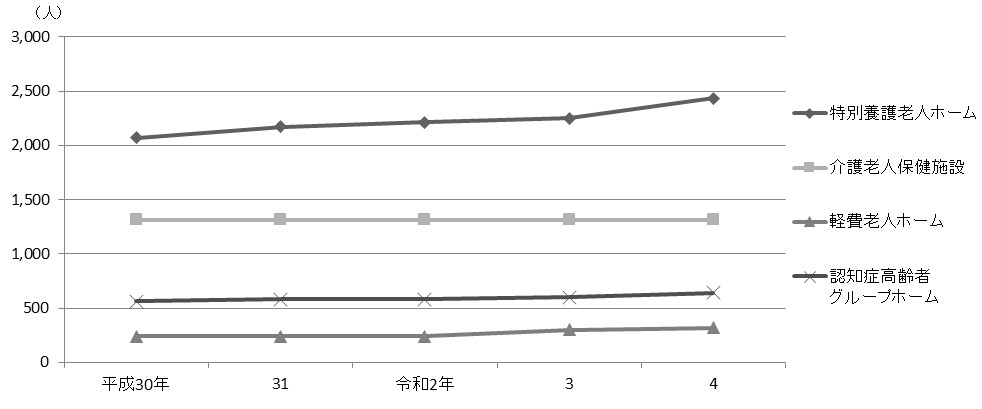 （人）
3,000
2,500
2,000
1,500
1,000
500
0
平成30年
31
令和2年
3
4
特別養護老人ホーム
介護老人保健施設
軽費老人ホーム
認知症高齢者
グループホーム